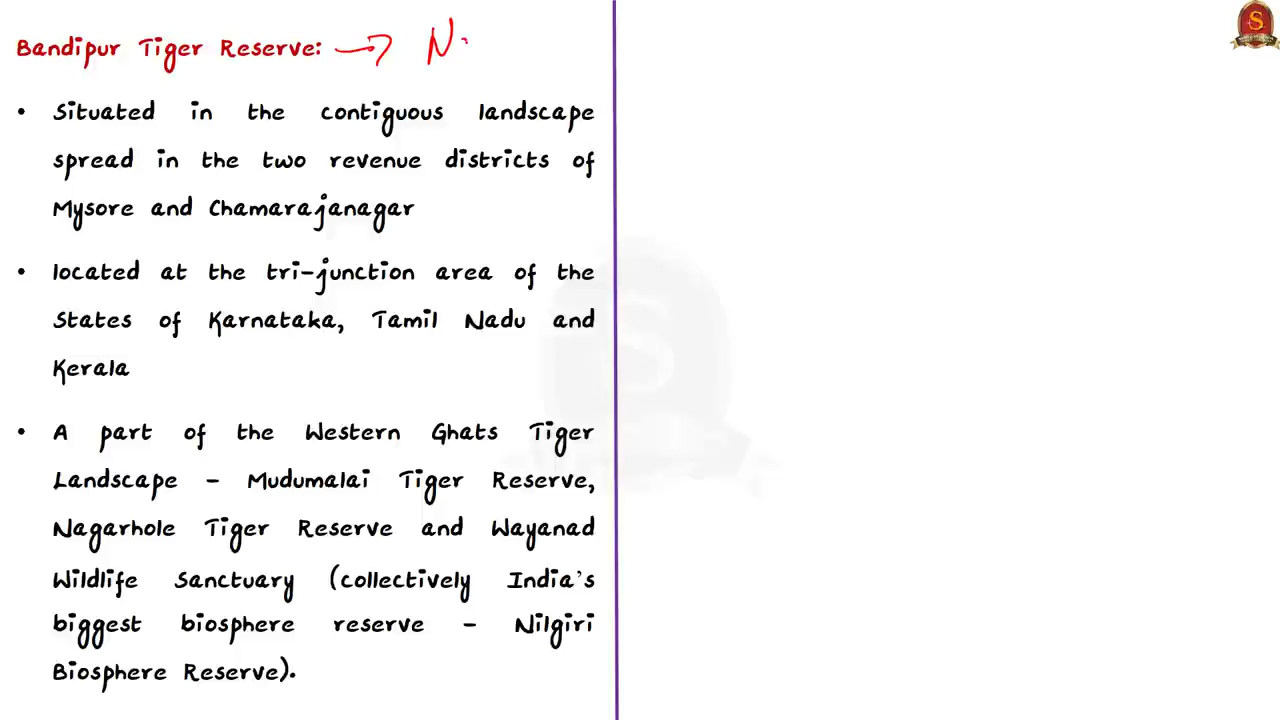 Bandipur Tiger Reserve: → N
• Situated in the contiguous landscape
spread in the two revenue districts of
Mysore and Chamarajanagar
• located at the tri-junction area of the
States of Karnataka, Tamil Nadu and
Kerala
• A part of the Western Ghats Tiger
Landscape - Mudumalai Tiger Reserve,
Nagarhole Tiger Reserve and Wayanad
Wildlife Sanctuary (collectively India's
biggest biosphere reserve - Nilgiri
Biosphere Reserve).